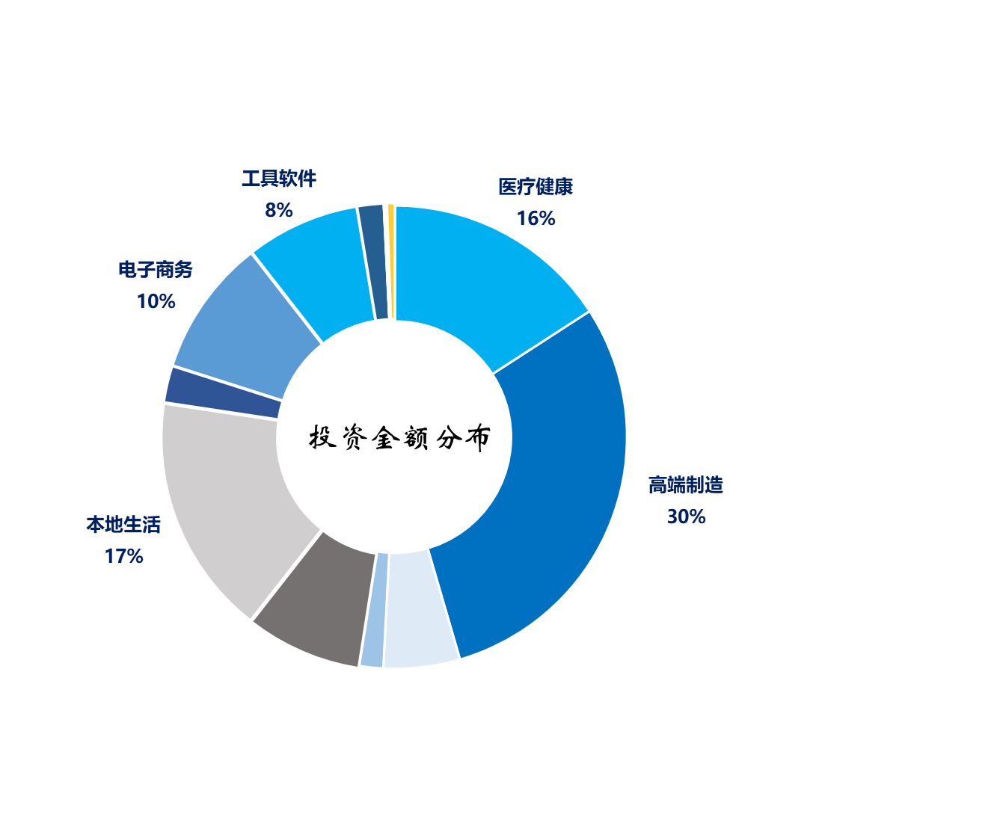 工具软件
8%
医疗健康
16%
电子商务
10%
投资金额分布
高端制造
30%
本地生活
17%